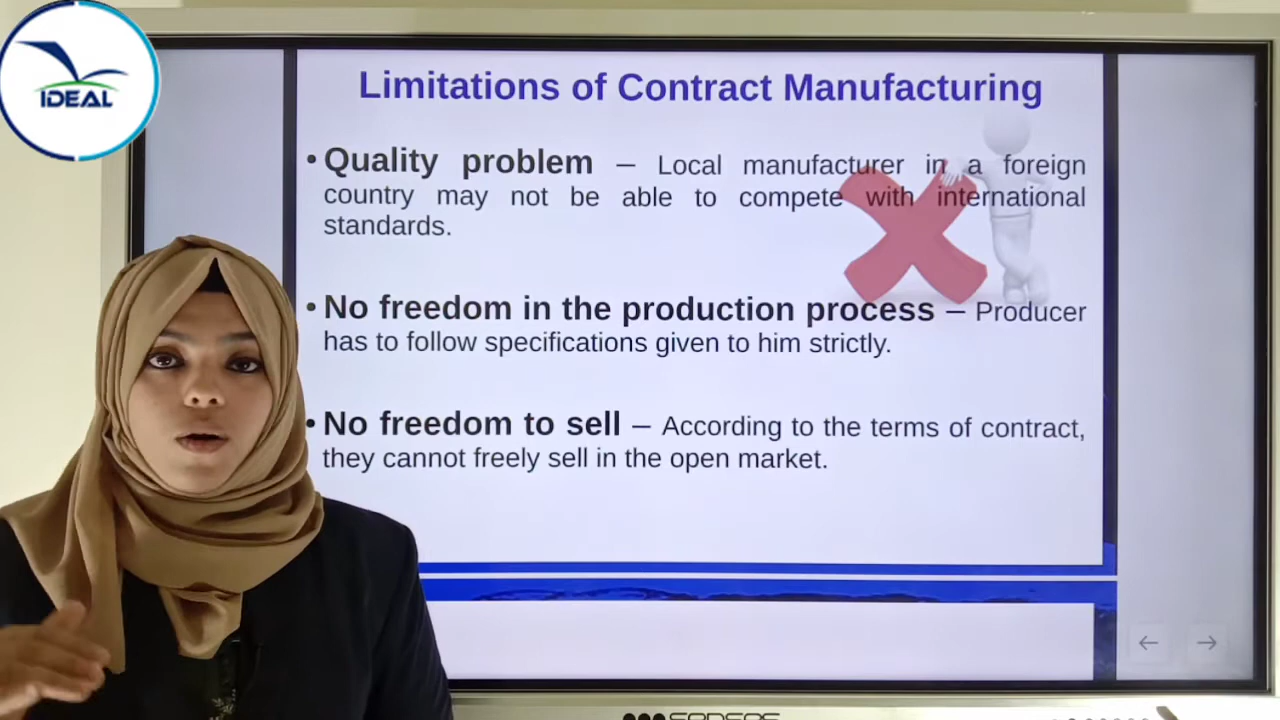 IDEAL
Limitations of Contract Manufacturing
• Quality problem – Local manufacturer in a foreign
country may not be able to compete with international
standards.
• No freedom in the production process – Producer
has to follow specifications given to him strictly.
• No freedom to sell – According to the terms of contract,
they cannot freely sell in the open market.